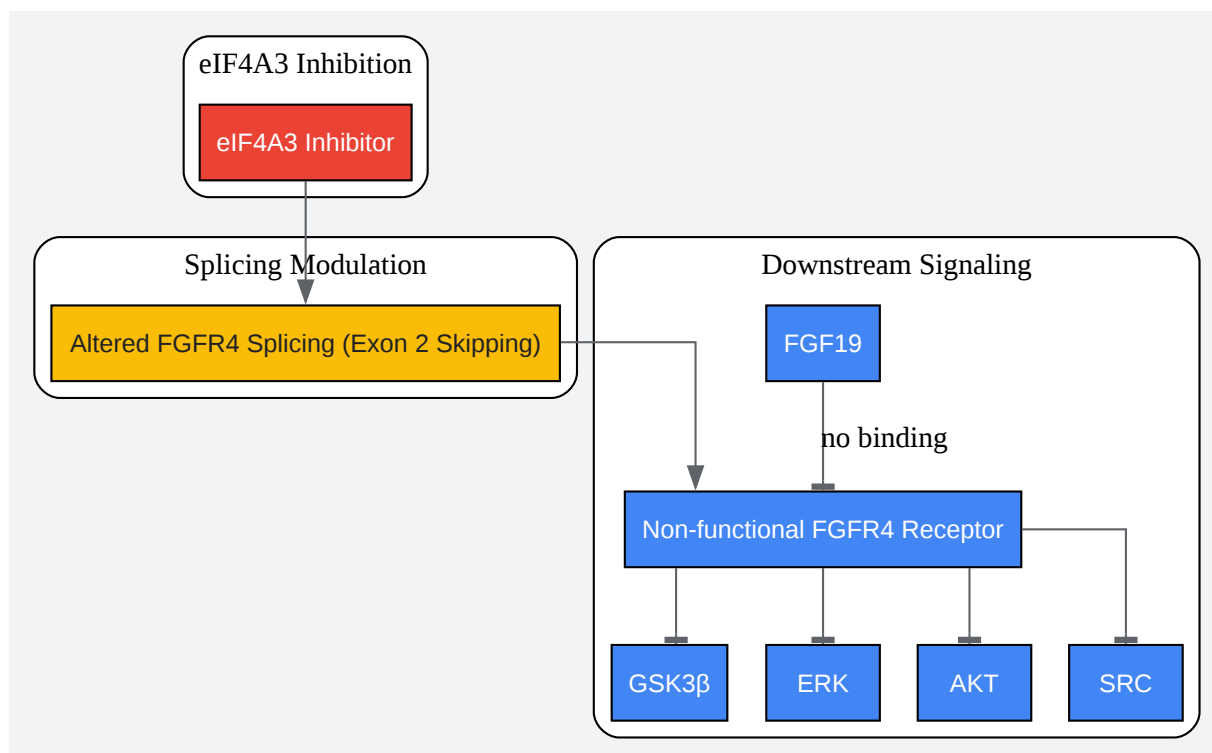 eIF4A3 Inhibition
eIF4A3 Inhibitor
Splicing Modulation
Altered FGFR4 Splicing (Exon 2 Skipping)
Downstream Signaling
FGF19
no binding
Non-functional FGFR4 Receptor
GSK3β
ERK
AKT
SRC